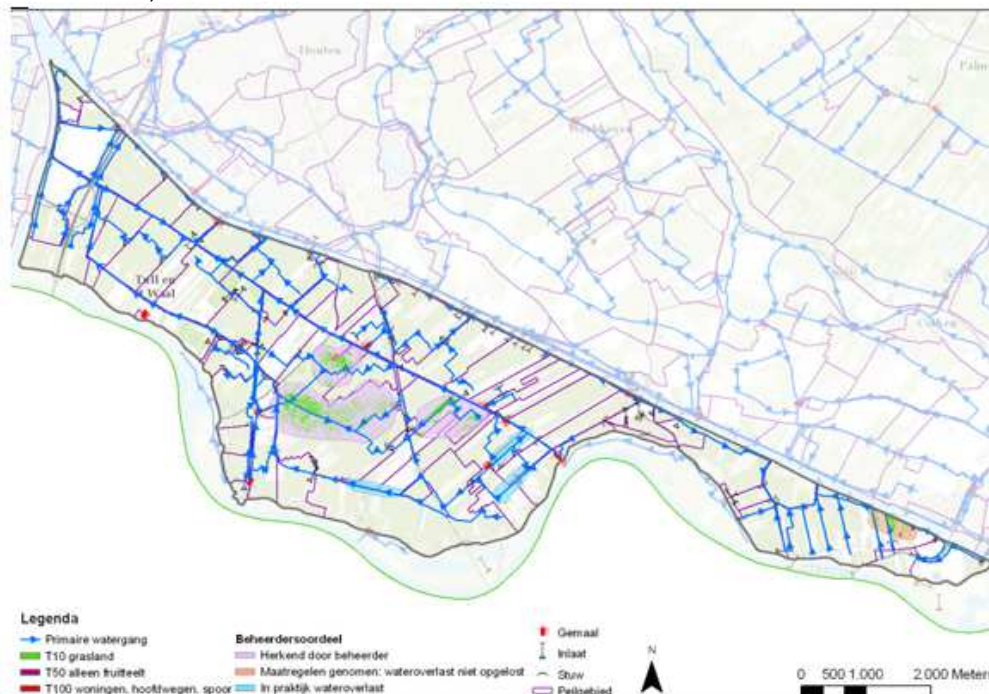 Houten
Tull en
't Waal
Cothen
Legenda
Primaire watergang
T10 grasland
T50 alleen fruitteelt
T100 woningen, hoofdwegen, spoor
Beheerdersoordeel
Herkend door beheerder
Maatregelen genomen: wateroverlast niet opgelost
In praktijk wateroverlast
Gemaal
Inlaat
Stuw
Peilgebied
N
0 500 1.000 2.000 Meters